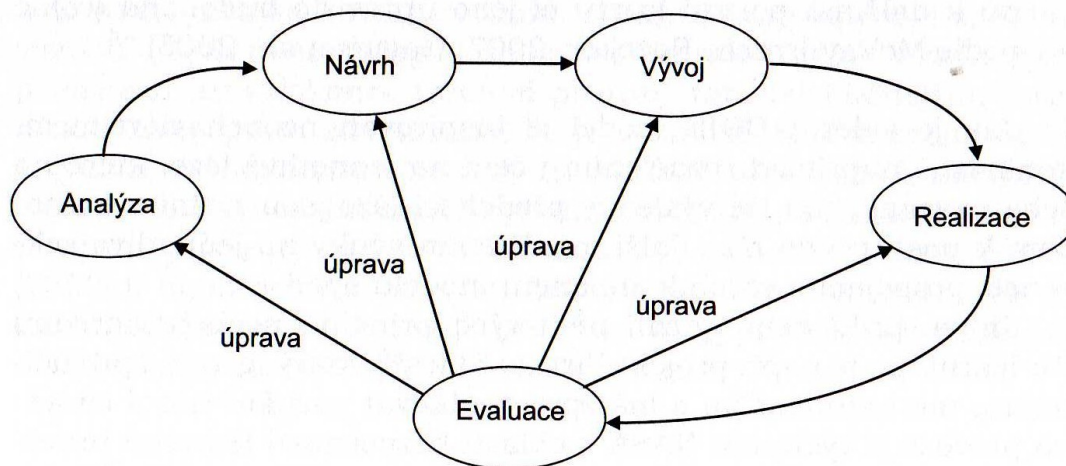 Návrh
Vývoj
Analýza
Realizace
úprava
úprava
úprava
úprava
Evaluace